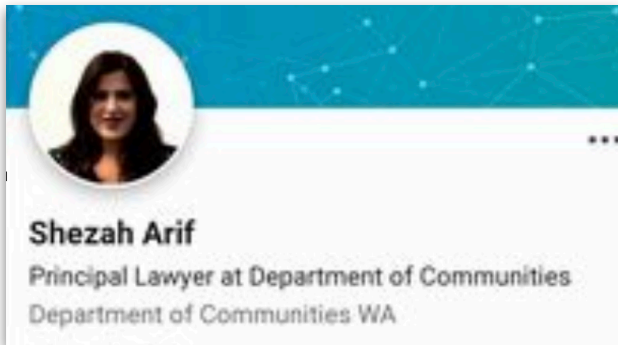 Shezah Arif
Principal Lawyer at Department of Communities
Department of Communities WA